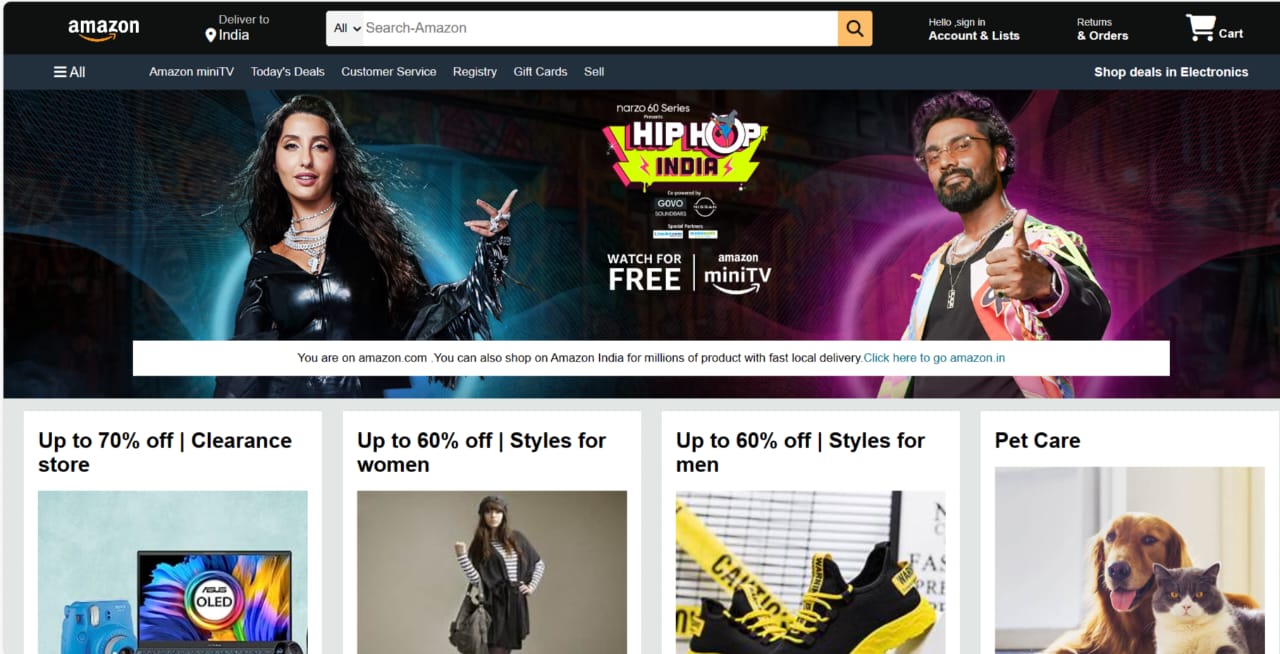 amazon
Deliver to
India
All
Search-Amazon
Hello ,sign in
Account & Lists
Returns
& Orders
Cart
All
Amazon miniTV
Today's Deals
Customer Service
Registry
Gift Cards
Sell
Shop deals in Electronics
narzo 60 Series
Presents
HIP HOP
INDIA
Co-powered by
GOVO
SOUNDBARS
NISSAN
Special Partners
WATCH FOR
FREE
amazon
miniTV
You are on amazon.com .You can also shop on Amazon India for millions of product with fast local delivery.Click here to go amazon.in
Up to 70% off | Clearance
store
Up to 60% off | Styles for
women
Up to 60% off | Styles for
men
Pet Care
ASUS
OLED
CAUTION
WARNING
WARN